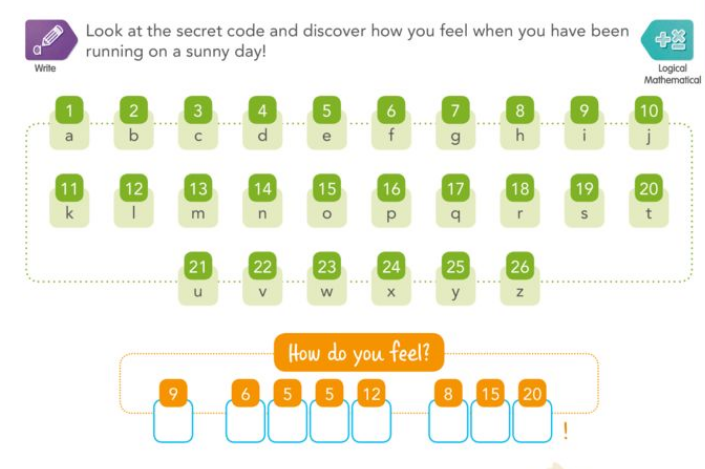 Look at the secret code and discover how you feel when you have been
running on a sunny day!
Write
Logical
Mathematical
1 2 3 4 5 6 7 8 9 10
a b c d e f g h i j
11 12 13 14 15 16 17 18 19 20
k l m n o p q r s t
21 22 23 24 25 26
u v w x y z
How do you feel?
9 6 5 5 12 8 15 20
!